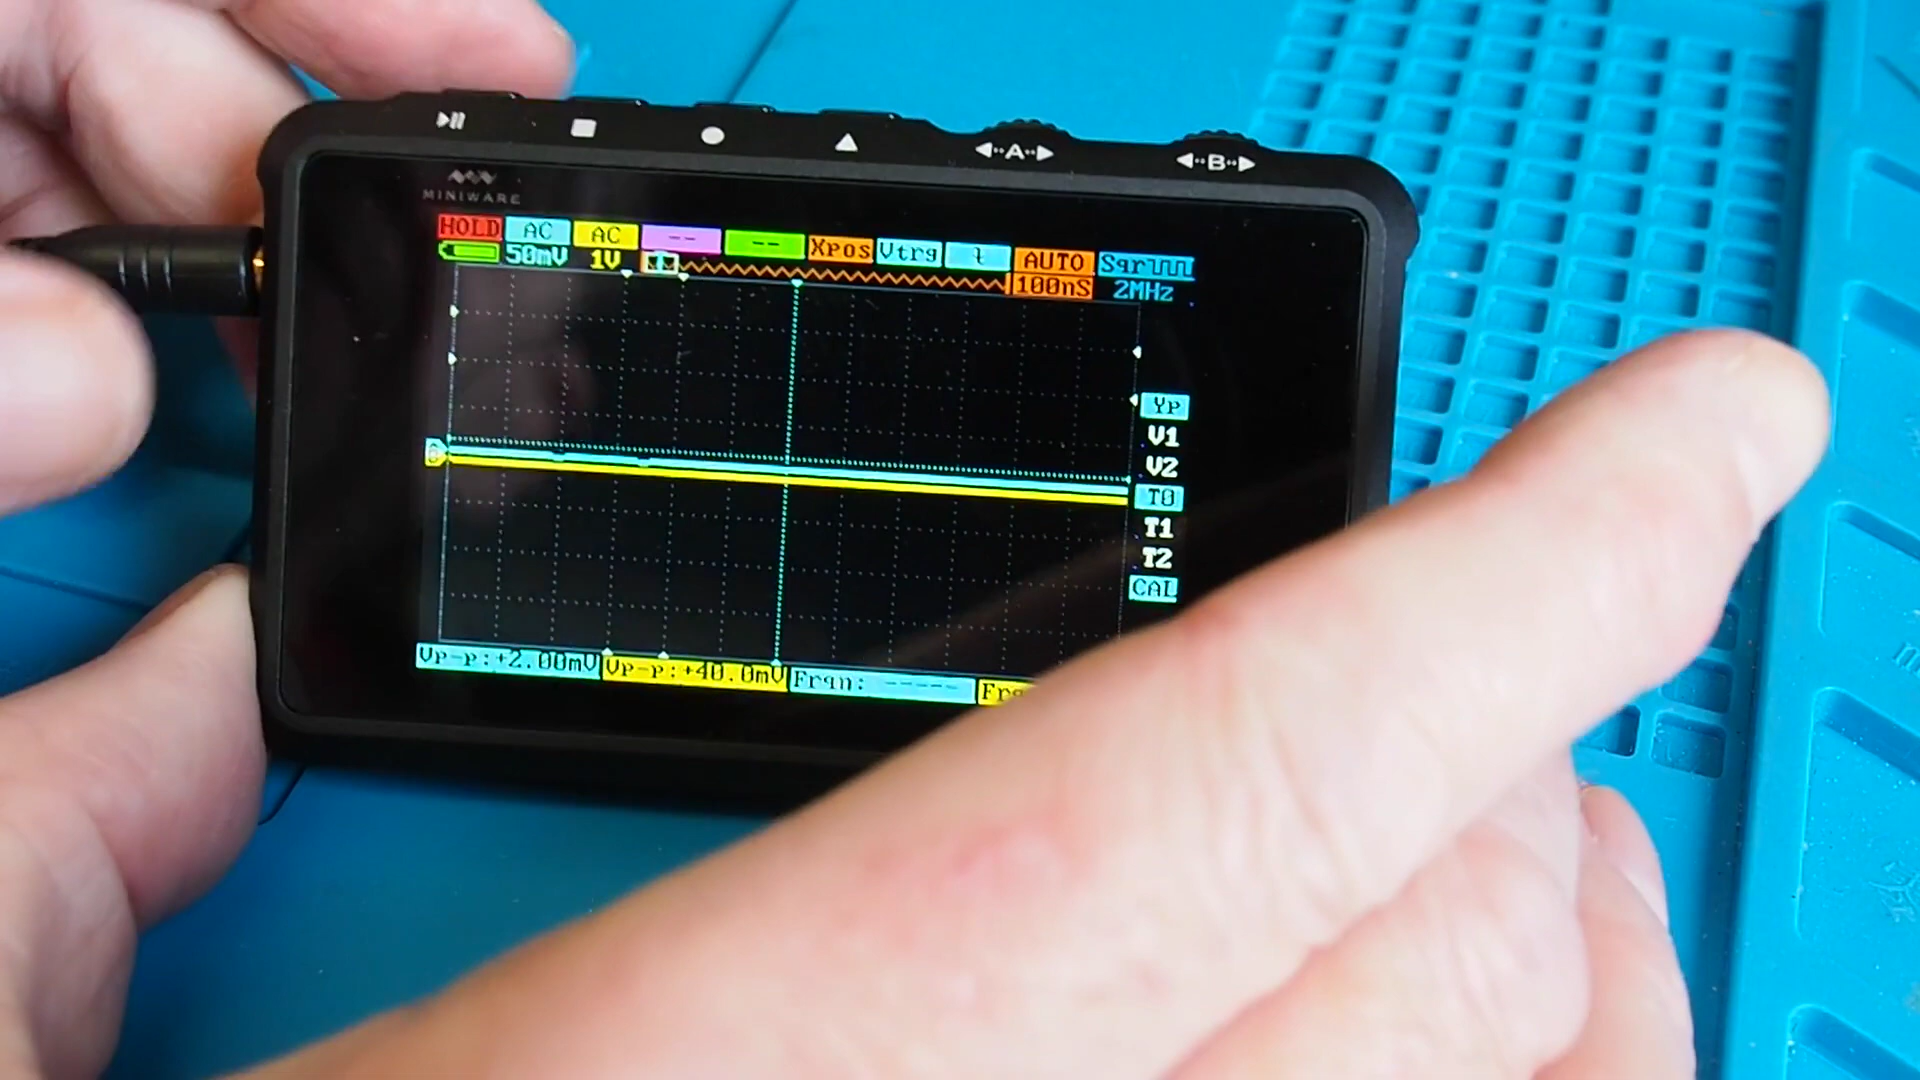 ◄··A··►
◄··B··►
MINIWARE
HOLD AC AC -- -- Xpos Vtrg AUTO Sqr
50mV 1V 100nS 2MHz
Yp
V1
V2
T0
T1
T2
CAL
Vp-p:+2.00mV Vp-p:+40.0mV Frqn: -----